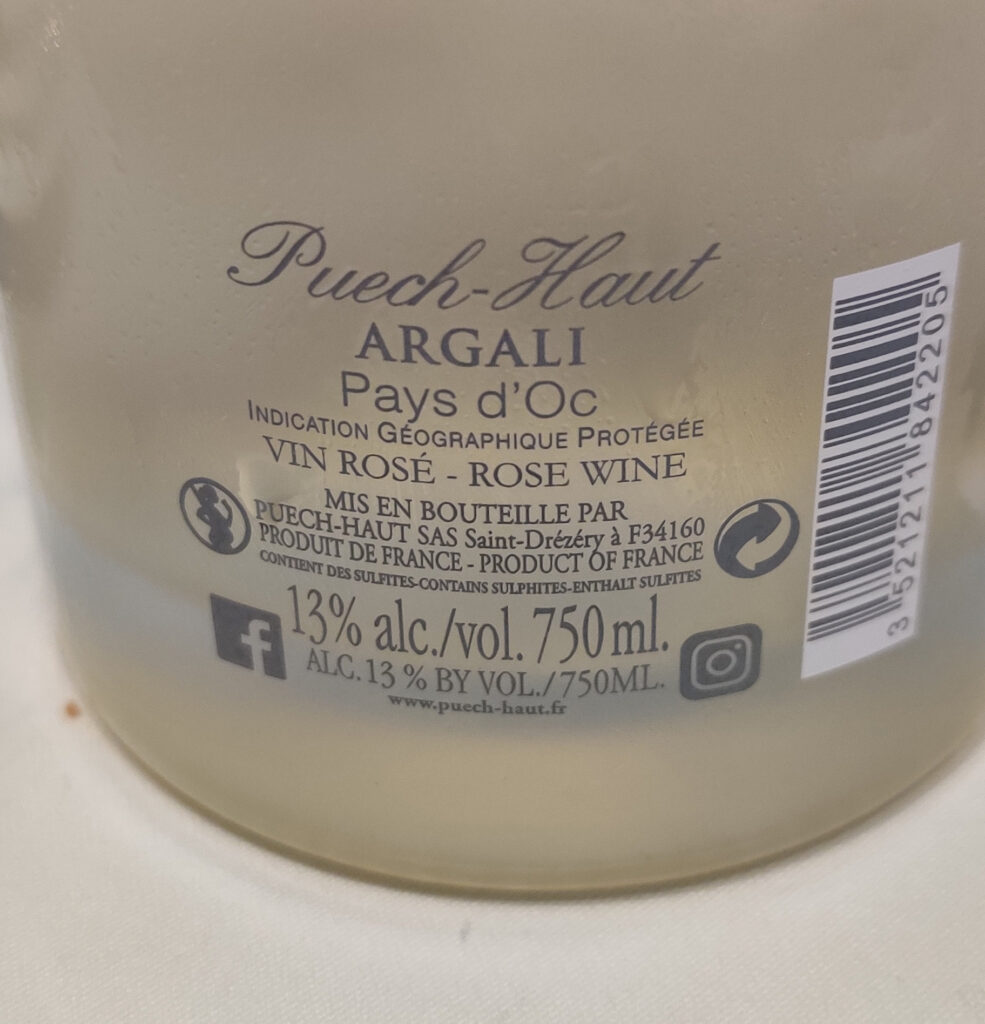 Puech-Haut
ARGALI
Pays d'Oc
INDICATION GÉOGRAPHIQUE PROTÉGÉE
VIN ROSÉ - ROSE WINE
MIS EN BOUTEILLE PAR
PUECH-HAUT SAS Saint-Drézéry à F34160
PRODUIT DE FRANCE - PRODUCT OF FRANCE
CONTIENT DES SULFITES-CONTAINS SULPHITES-ENTHALT SULFITES
13% alc./vol. 750 ml.
ALC. 13 % BY VOL./750ML.
www.puech-haut.fr
3 521211 842205